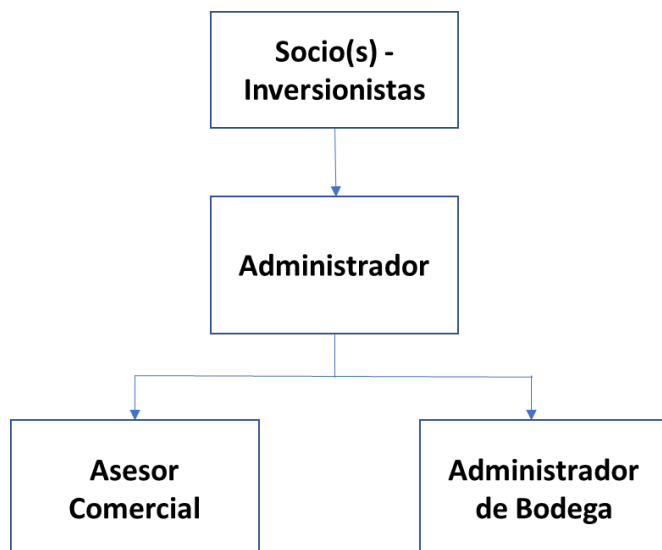 Socio(s) -
Inversionistas
Administrador
Asesor
Comercial
Administrador
de Bodega